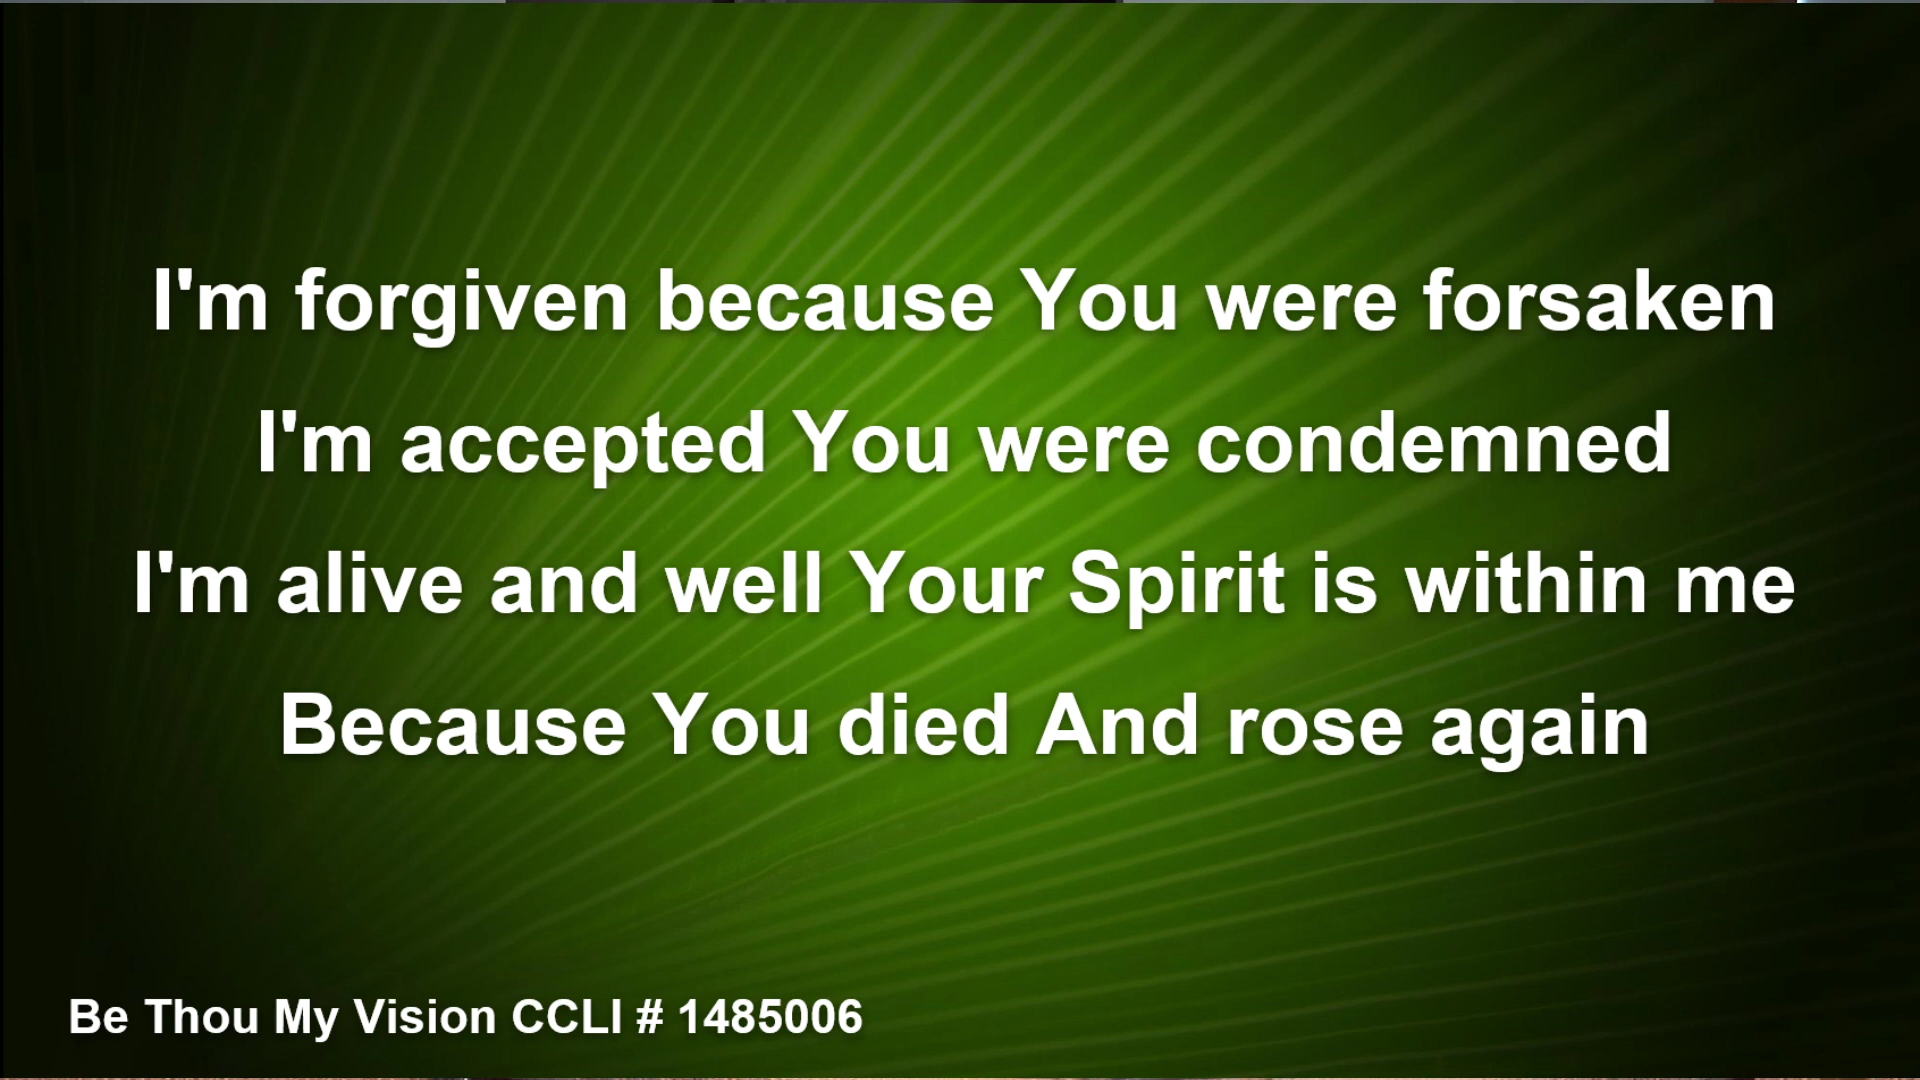 I'm forgiven because You were forsaken
I'm accepted You were condemned
I'm alive and well Your Spirit is within me
Because You died And rose again
Be Thou My Vision CCLI # 1485006